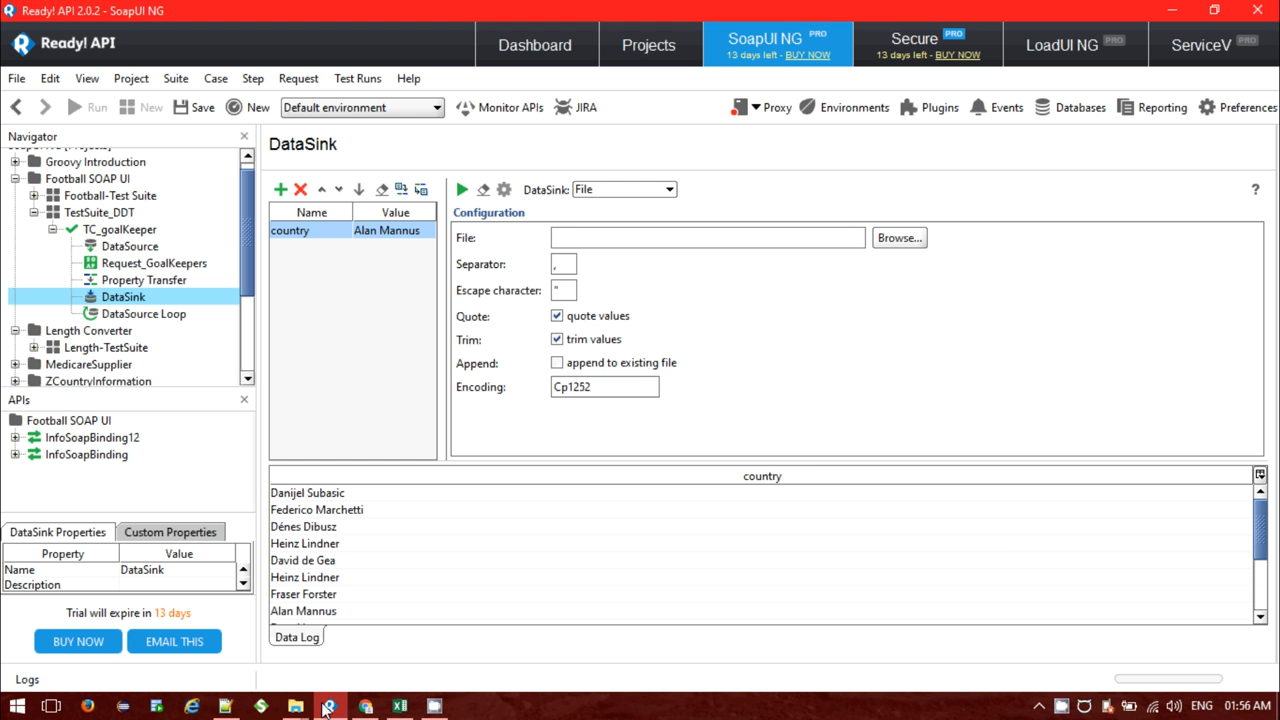 Ready! API 2.0.2 - SoapUI NG
Ready! API
Dashboard
Projects
SoapUI NG PRO
13 days left - BUY NOW
Secure PRO
13 days left - BUY NOW
LoadUI NG PRO
ServiceV PRO
File Edit View Project Suite Case Step Request Test Runs Help
Run New Save New Default environment Monitor APIs JIRA Proxy Environments Plugins Events Databases Reporting Preferences
Navigator
Groovy Introduction
Football SOAP UI
Football-Test Suite
TestSuite_DDT
TC_goalKeeper
DataSource
Request_GoalKeepers
Property Transfer
DataSink
DataSource Loop
Length Converter
Length-TestSuite
MedicareSupplier
ZCountryInformation
APIs
Football SOAP UI
InfoSoapBinding12
InfoSoapBinding
DataSink Properties Custom Properties
Property Value
Name DataSink
Description
Trial will expire in 13 days
BUY NOW EMAIL THIS
Logs
DataSink
DataSink: File
?
Name Value
country Alan Mannus
Configuration
File: Browse...
Separator: ,
Escape character: "
Quote: quote values
Trim: trim values
Append: append to existing file
Encoding: Cp1252
country
Danijel Subasic
Federico Marchetti
Dénes Dibusz
Heinz Lindner
David de Gea
Heinz Lindner
Fraser Forster
Alan Mannus
Data Log
ENG 01:56 AM